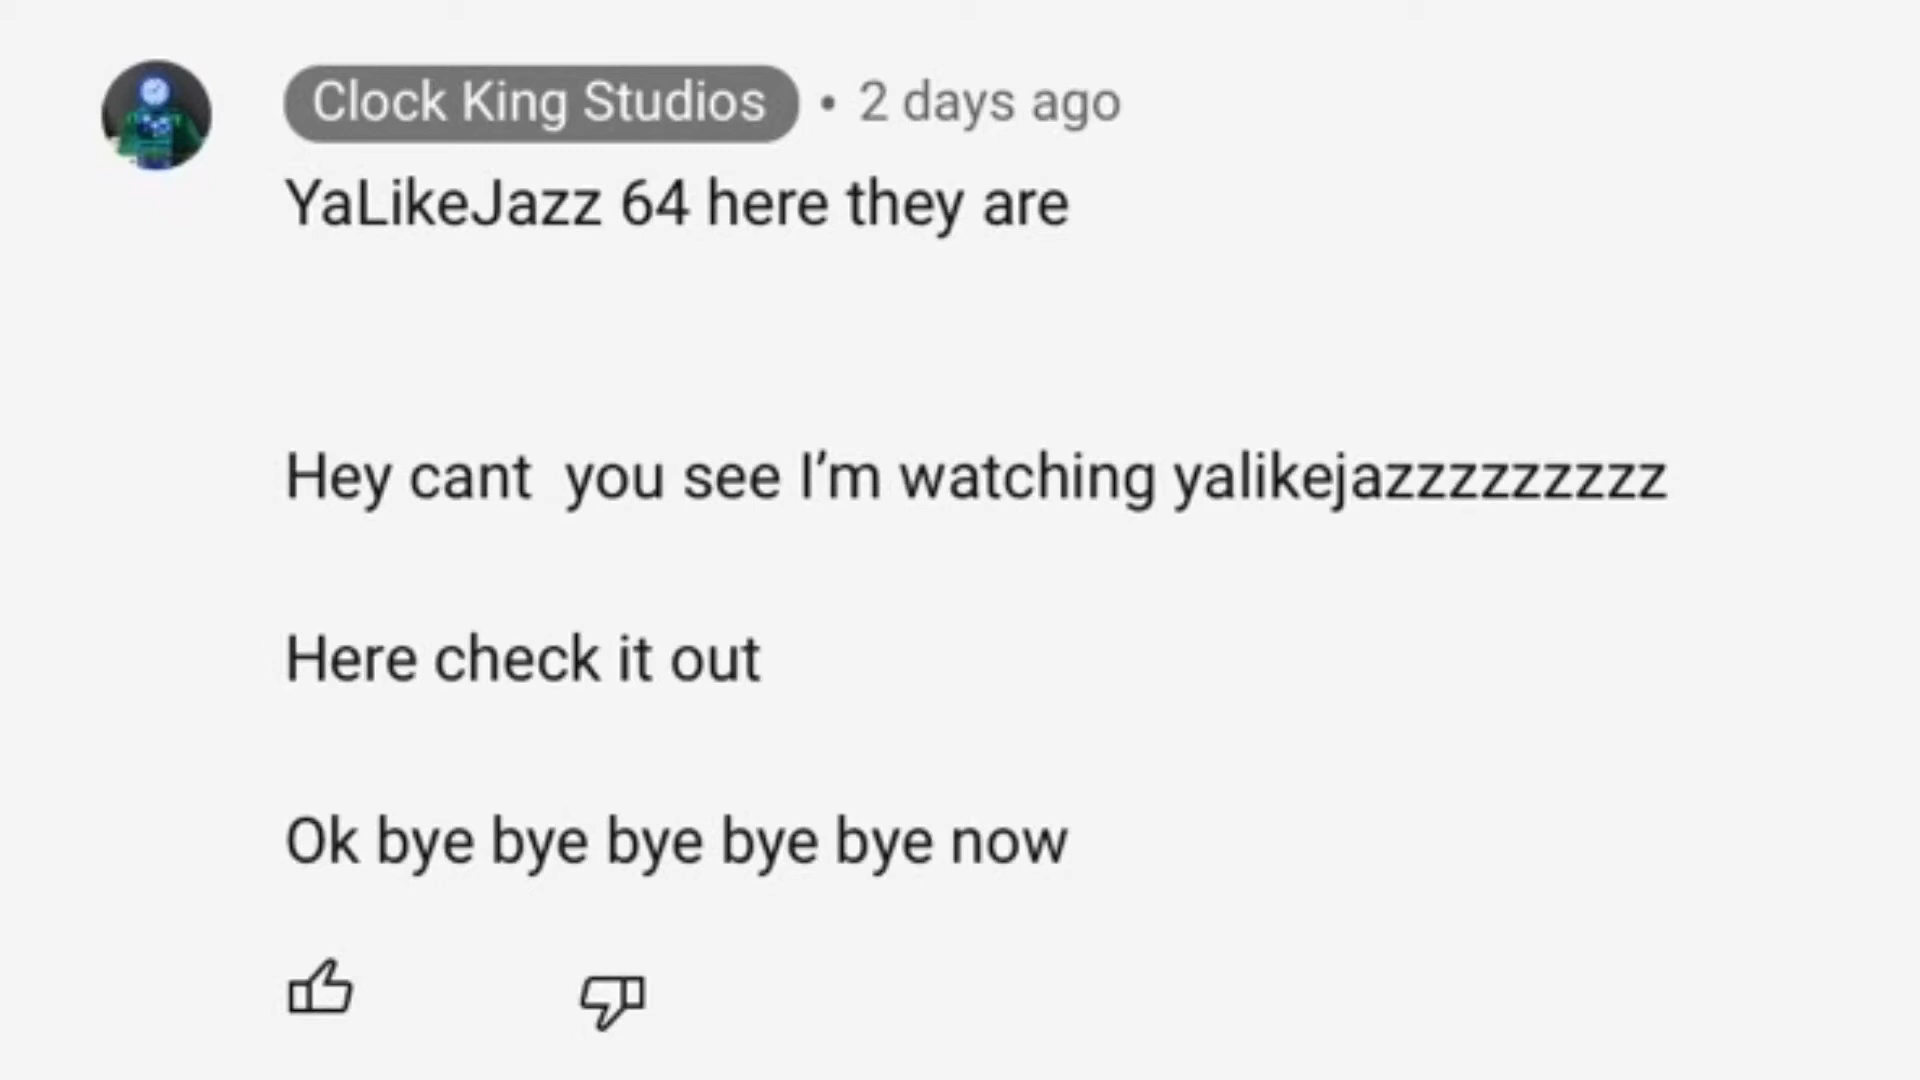 Clock King Studios • 2 days ago
YaLikeJazz 64 here they are
Hey cant  you see I’m watching yalikejazzzzzzzzz
Here check it out
Ok bye bye bye bye bye now